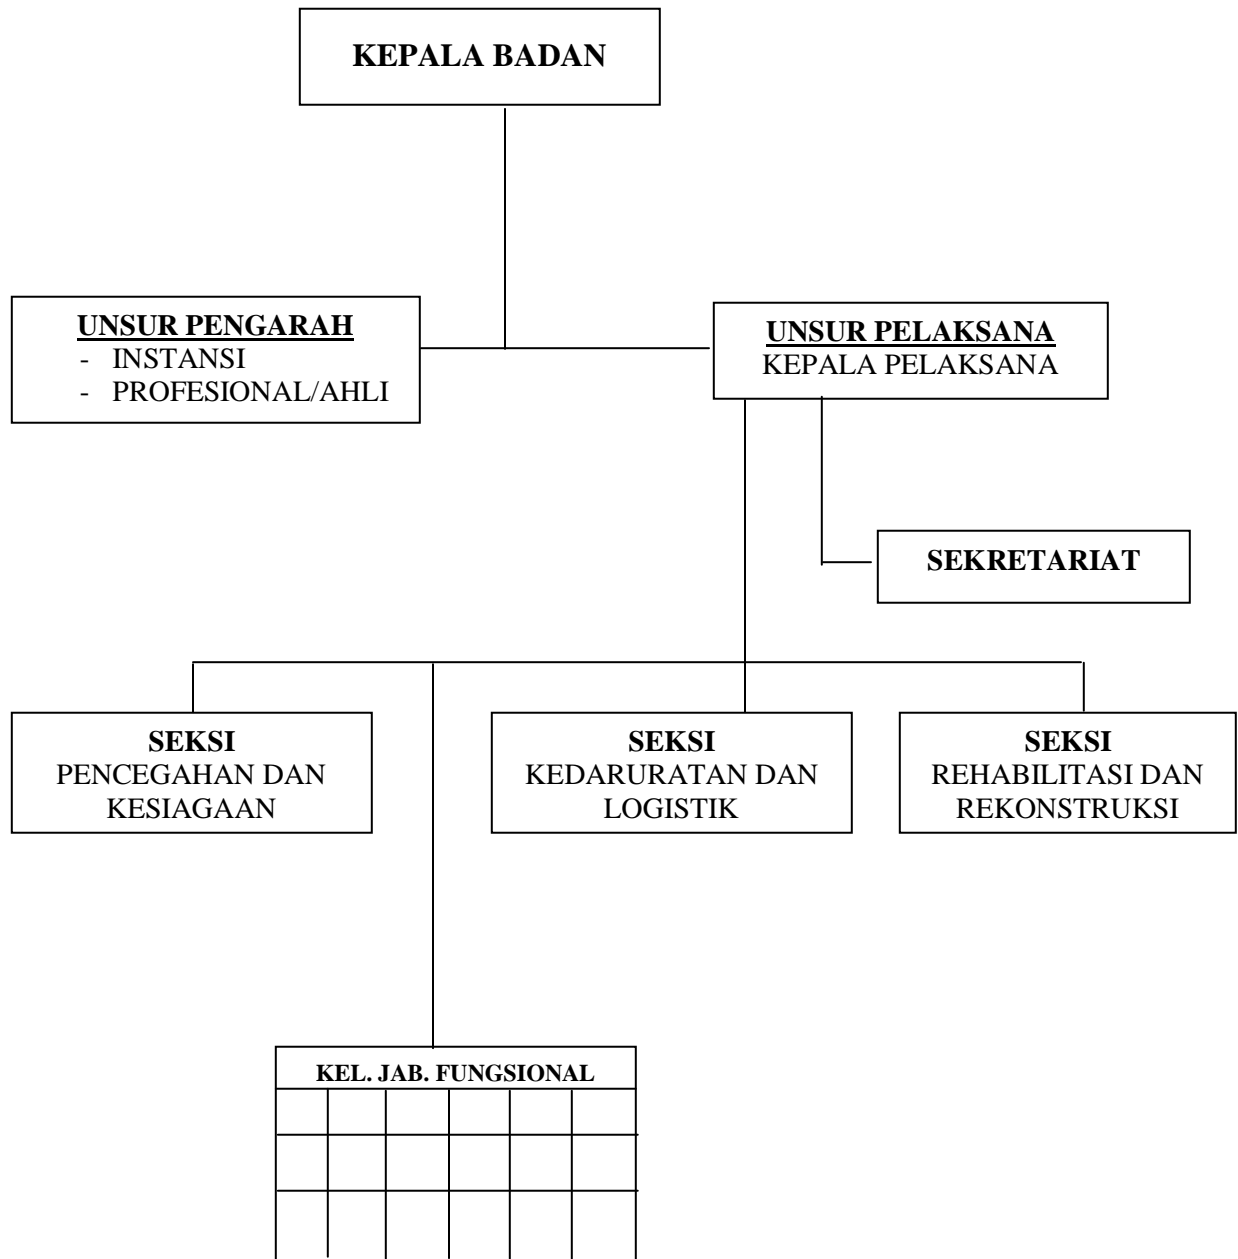 KEPALA BADAN
UNSUR PENGARAH
- INSTANSI
- PROFESIONAL/AHLI
UNSUR PELAKSANA
KEPALA PELAKSANA
SEKRETARIAT
SEKSI
PENCEGAHAN DAN
KESIAGAAN
SEKSI
KEDARURATAN DAN
LOGISTIK
SEKSI
REHABILITASI DAN
REKONSTRUKSI
KEL. JAB. FUNGSIONAL